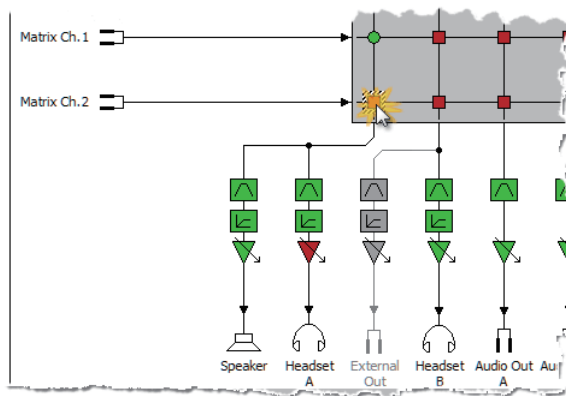 Matrix Ch.1
Matrix Ch.2
Speaker
Headset
A
External
Out
Headset
B
Audio Out
A